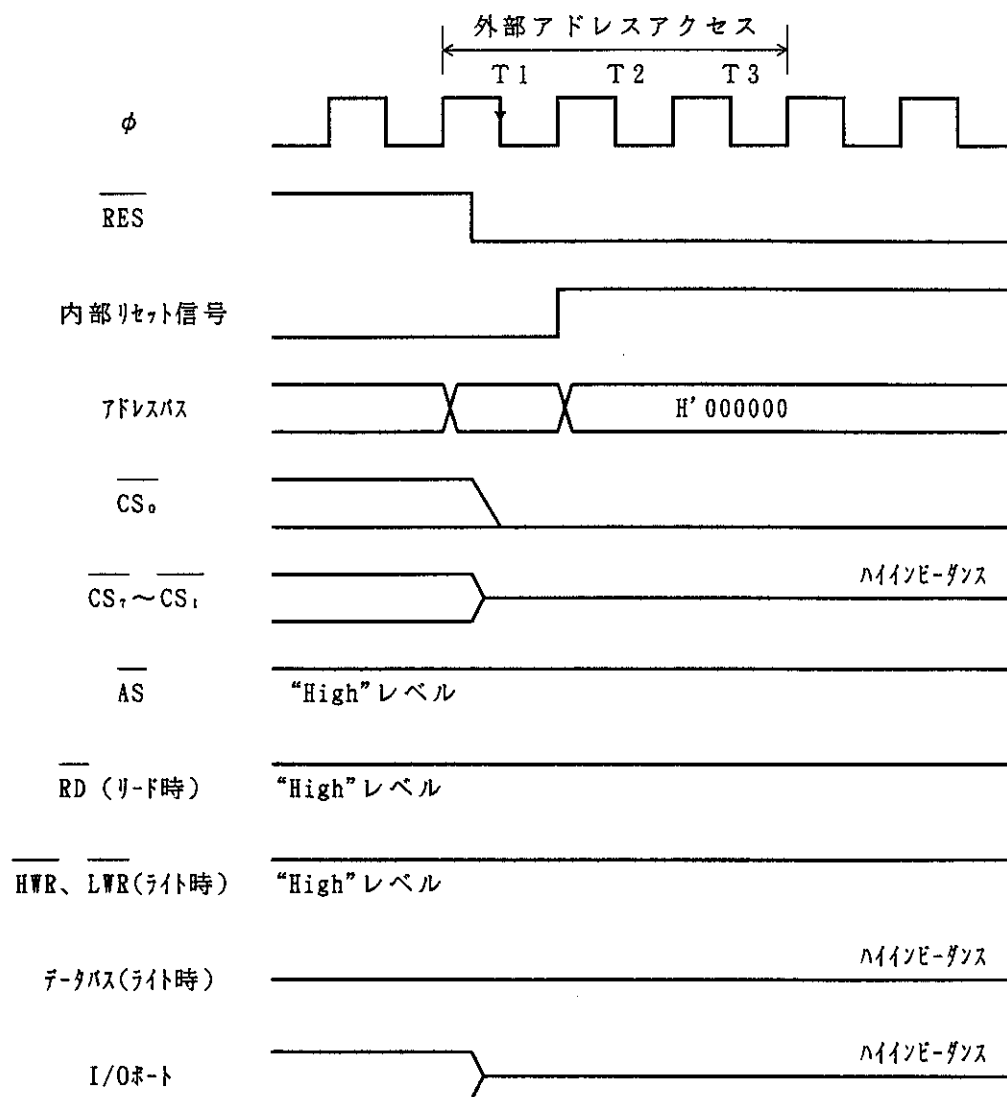 外部アドレスアクセス
T1 T2 T3
φ
RES
内部リセット信号
アドレスバス
H'000000
CS₀
CS₇～CS₁
ハイインピーダンス
AS
“High”レベル
RD (リード時)
“High”レベル
HWR、LWR(ライト時)
“High”レベル
データバス(ライト時)
ハイインピーダンス
I/Oポート
ハイインピーダンス